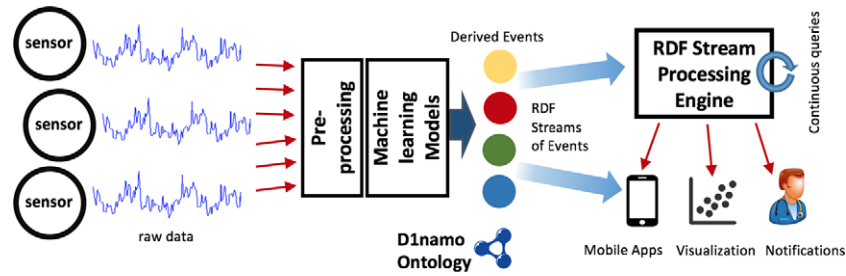 sensor
sensor
sensor
raw data
Pre-
processing
Machine
learning
Models
Derived Events
RDF
Streams
of Events
D1namo
Ontology
RDF Stream
Processing
Engine
Continuous queries
Mobile Apps
Visualization
Notifications